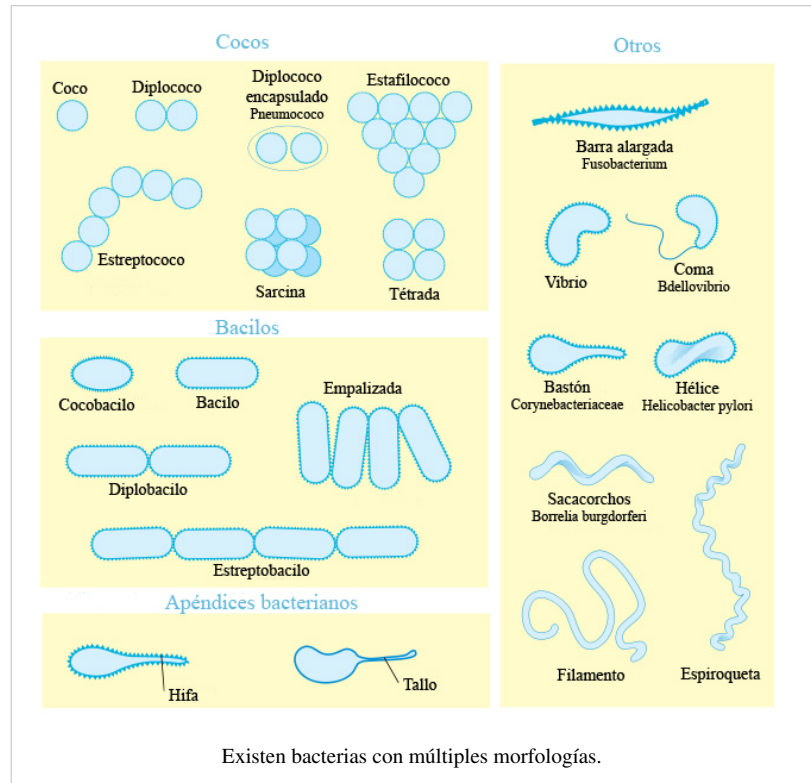 Cocos
Coco
Diplococo
Diplococo
encapsulado
Pneumococo
Estafilococo
Estreptococo
Sarcina
Tétrada
Bacilos
Cocobacilo
Bacilo
Empalizada
Diplobacilo
Estreptobacilo
Apéndices bacterianos
Hifa
Tallo
Otros
Barra alargada
Fusobacterium
Vibrio
Coma
Bdellovibrio
Bastón
Corynebacteriaceae
Hélice
Helicobacter pylori
Sacacorchos
Borrelia burgdorferi
Filamento
Espiroqueta
Existen bacterias con múltiples morfologías.